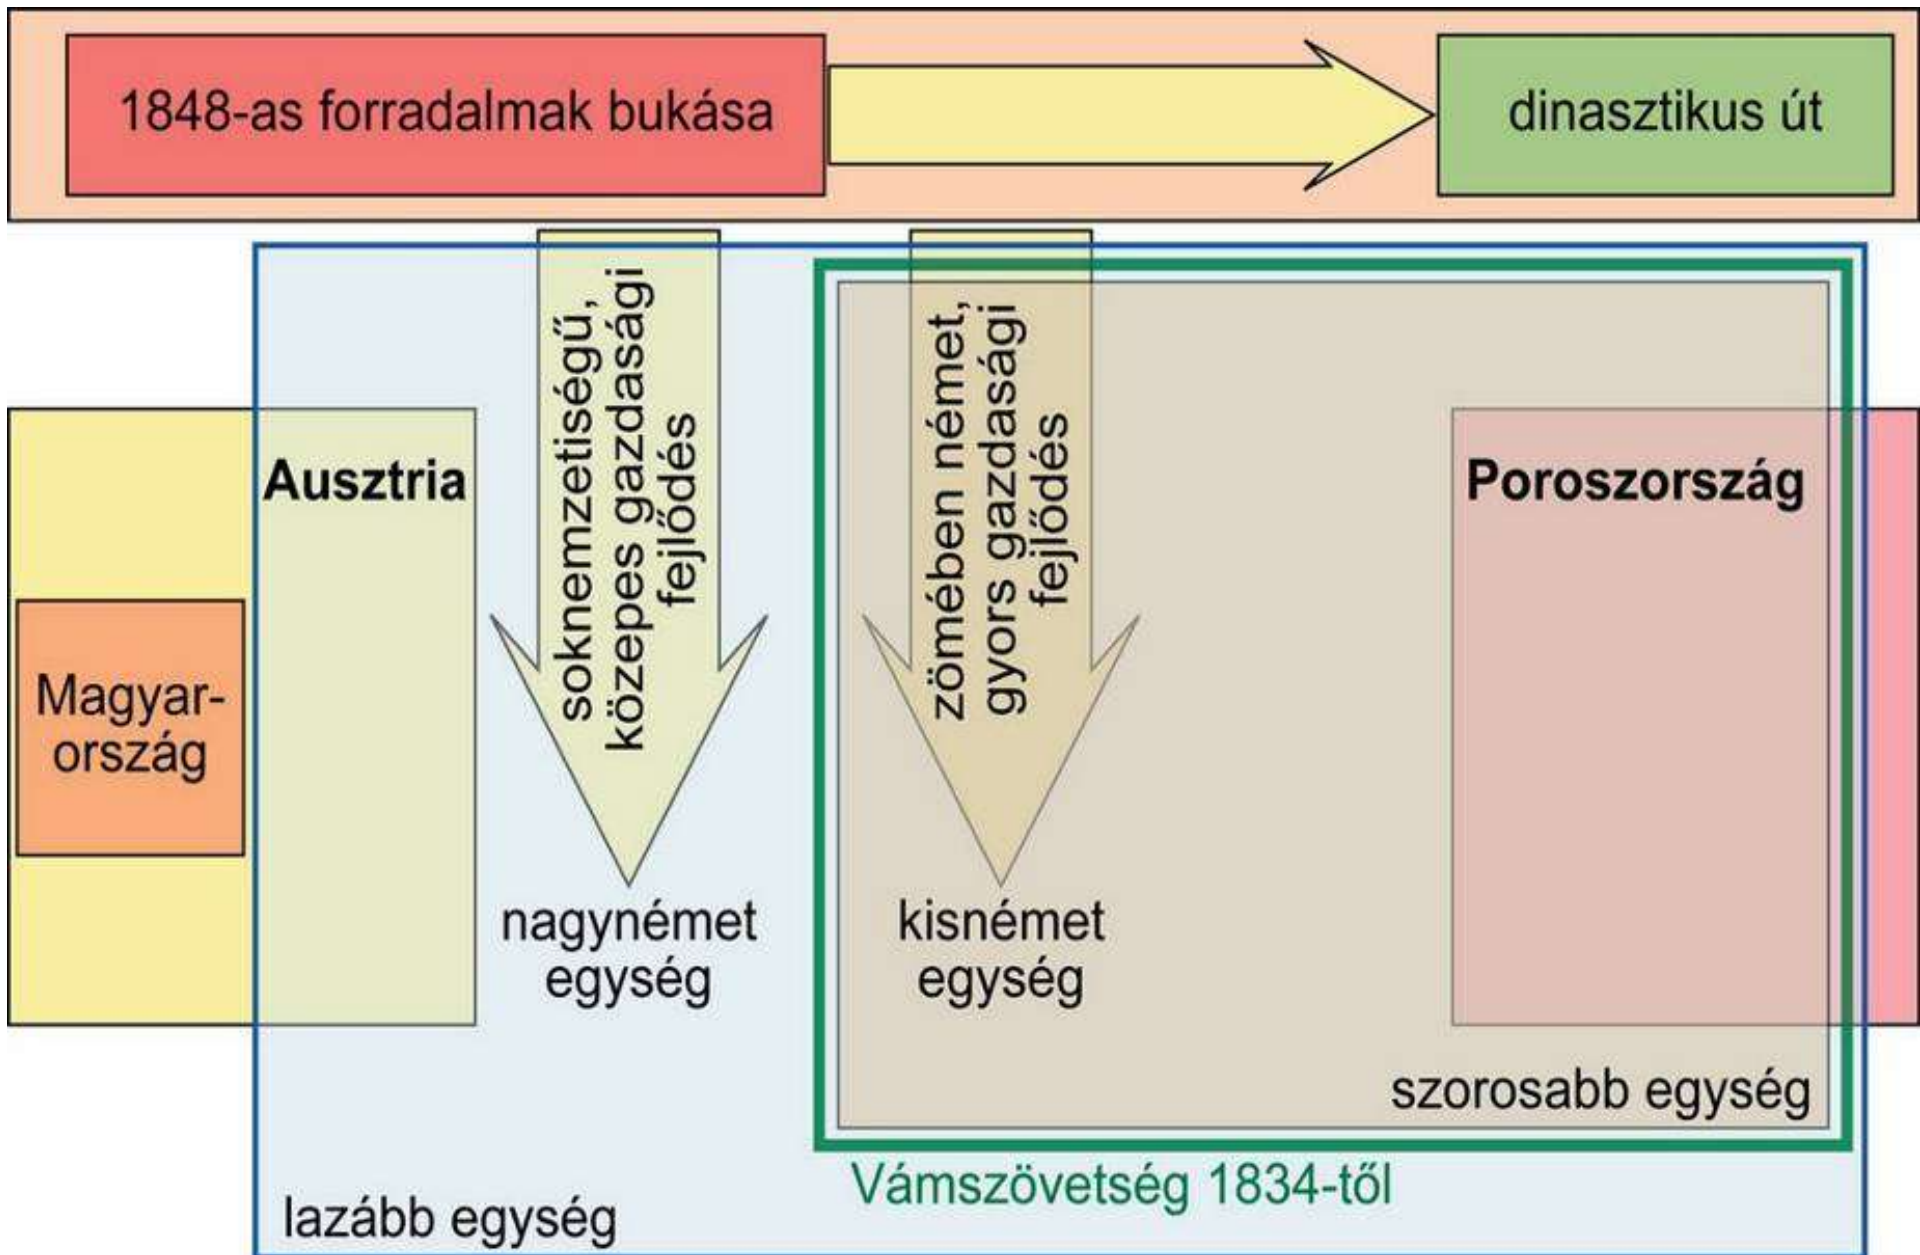 1848-as forradalmak bukása
dinasztikus út
soknemzetiségű,
közepes gazdasági
fejlődés
zömében német,
gyors gazdasági
fejlődés
Ausztria
Poroszország
Magyar-
ország
nagynémet
egység
kisnémet
egység
szorosabb egység
Vámszövetség 1834-től
lazább egység